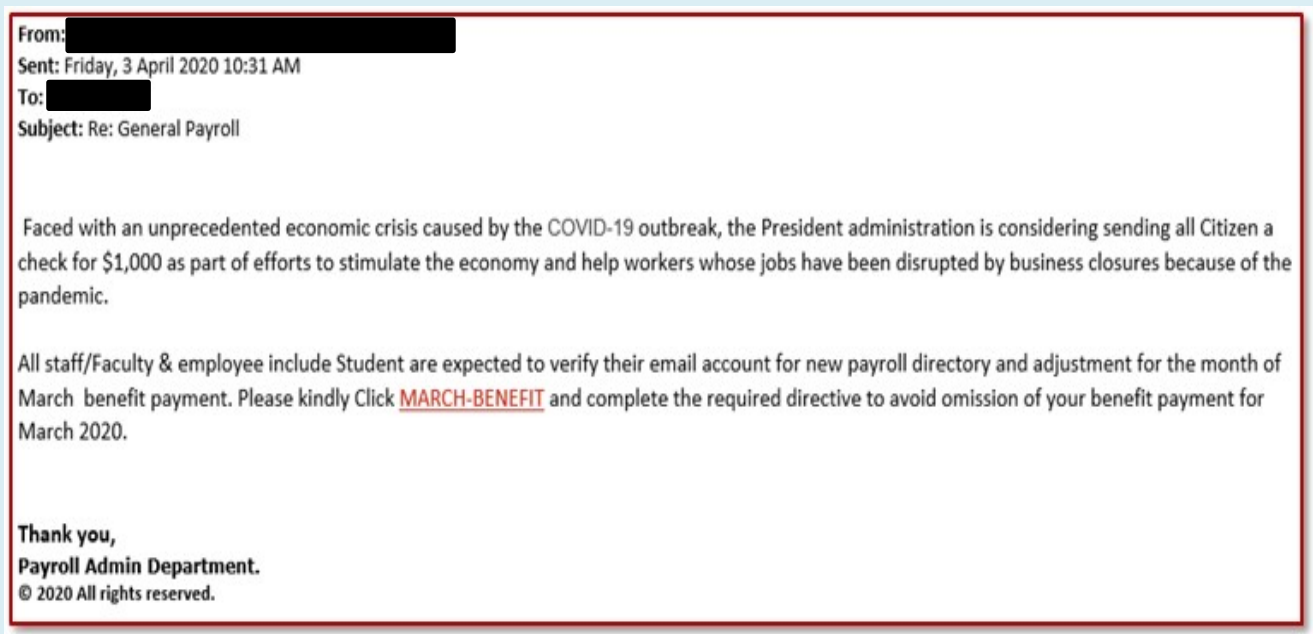 From:
Sent: Friday, 3 April 2020 10:31 AM
To:
Subject: Re: General Payroll
Faced with an unprecedented economic crisis caused by the COVID-19 outbreak, the President administration is considering sending all Citizen a
check for $1,000 as part of efforts to stimulate the economy and help workers whose jobs have been disrupted by business closures because of the
pandemic.
All staff/Faculty & employee include Student are expected to verify their email account for new payroll directory and adjustment for the month of
March benefit payment. Please kindly Click MARCH-BENEFIT and complete the required directive to avoid omission of your benefit payment for
March 2020.
Thank you,
Payroll Admin Department.
© 2020 All rights reserved.